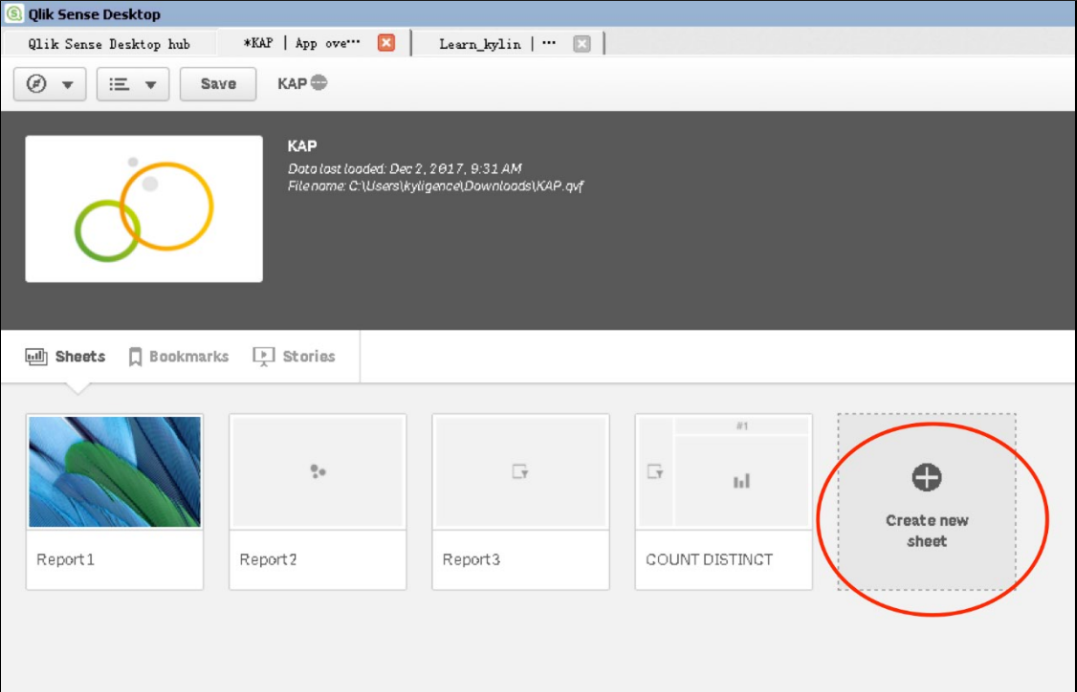 Qlik Sense Desktop
Qlik Sense Desktop hub *KAP | App ove… Learn_kylin | …
Save KAP
KAP
Data last loaded: Dec 2, 2017, 9:31 AM
File name: C:\Users\kyligence\Downloads\KAP.qvf
Sheets Bookmarks Stories
#1
Create new
sheet
Report1 Report2 Report3 COUNT DISTINCT